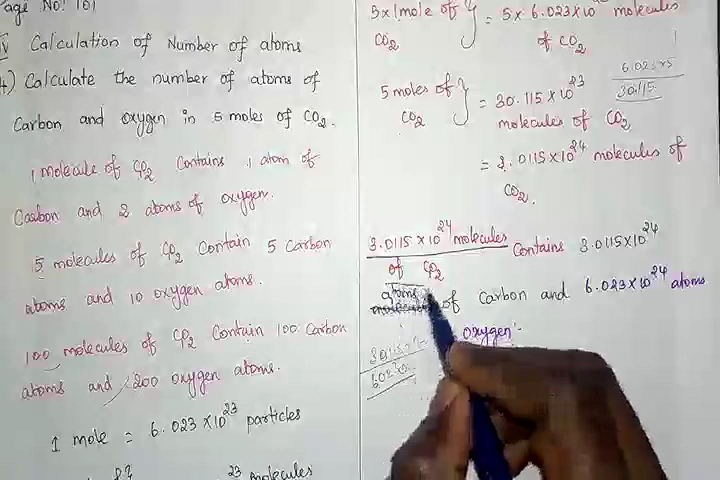 Page No: 101
iv Calculation of Number of atoms
4) Calculate the number of atoms of
Carbon and oxygen in 5 moles of CO2.
1 molecule of CO2 Contains 1 atom of
Carbon and 2 atoms of oxygen.
5 molecules of CO2 Contain 5 Carbon
atoms and 10 oxygen atoms.
100 molecules of CO2 Contain 100 Carbon
atoms and 200 oxygen atoms.
1 mole = 6.023 × 10^23 particles
23 molecules
5 × 1 mole of CO2 } = 5 × 6.023 × 10 molecules
of CO2
6.023×5
30.115
5 moles of CO2 } = 30.115 × 10^23
molecules of CO2
= 3.0115 × 10^24 molecules of
CO2.
3.0115 × 10^24 molecules Contains 3.0115×10^24
of CO2
atoms of Carbon and 6.023×10^24 atoms
oxygen.